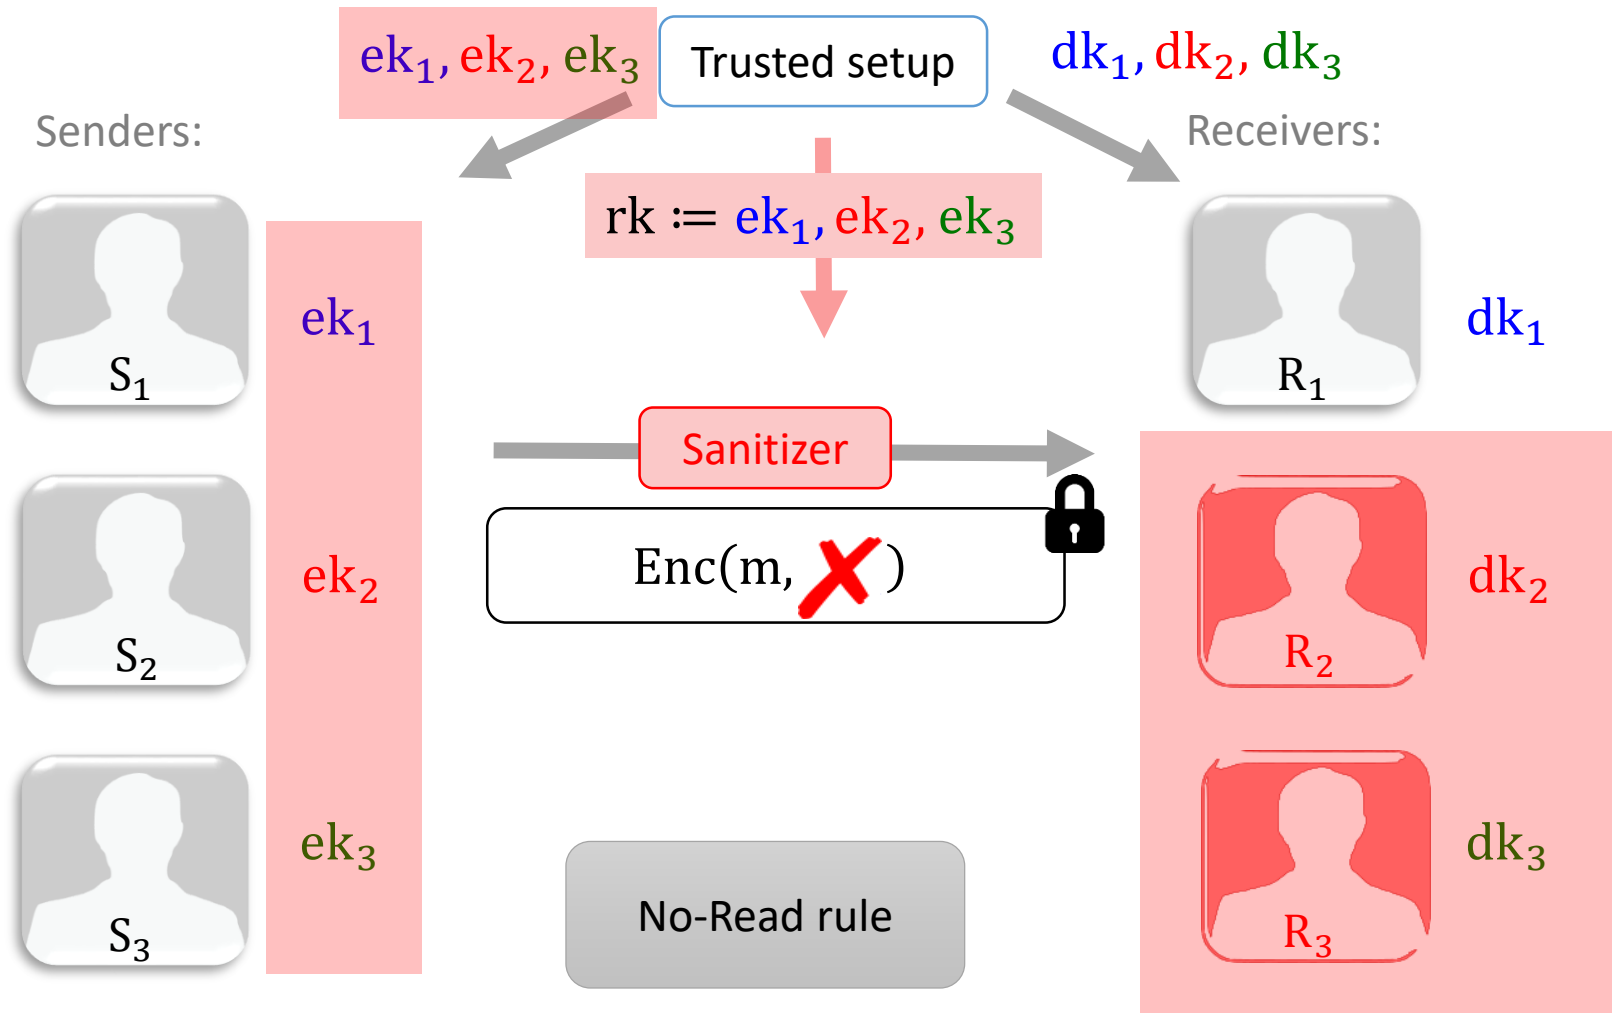 ek₁, ek₂, ek₃
Trusted setup
dk₁, dk₂, dk₃
Senders:
Receivers:
rk ≔ ek₁, ek₂, ek₃
S₁
ek₁
R₁
dk₁
Sanitizer
Enc(m, )
S₂
ek₂
R₂
dk₂
S₃
ek₃
No-Read rule
R₃
dk₃